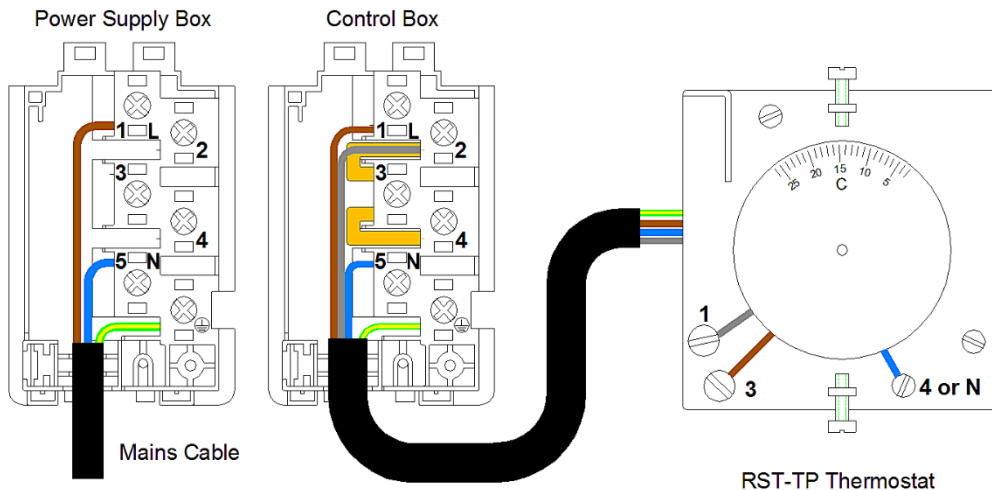 Power Supply Box
Control Box
1 L
2
3
4
5 N
1 L
2
3
4
5 N
25 20 15 10 5
C
1
3
4 or N
Mains Cable
RST-TP Thermostat